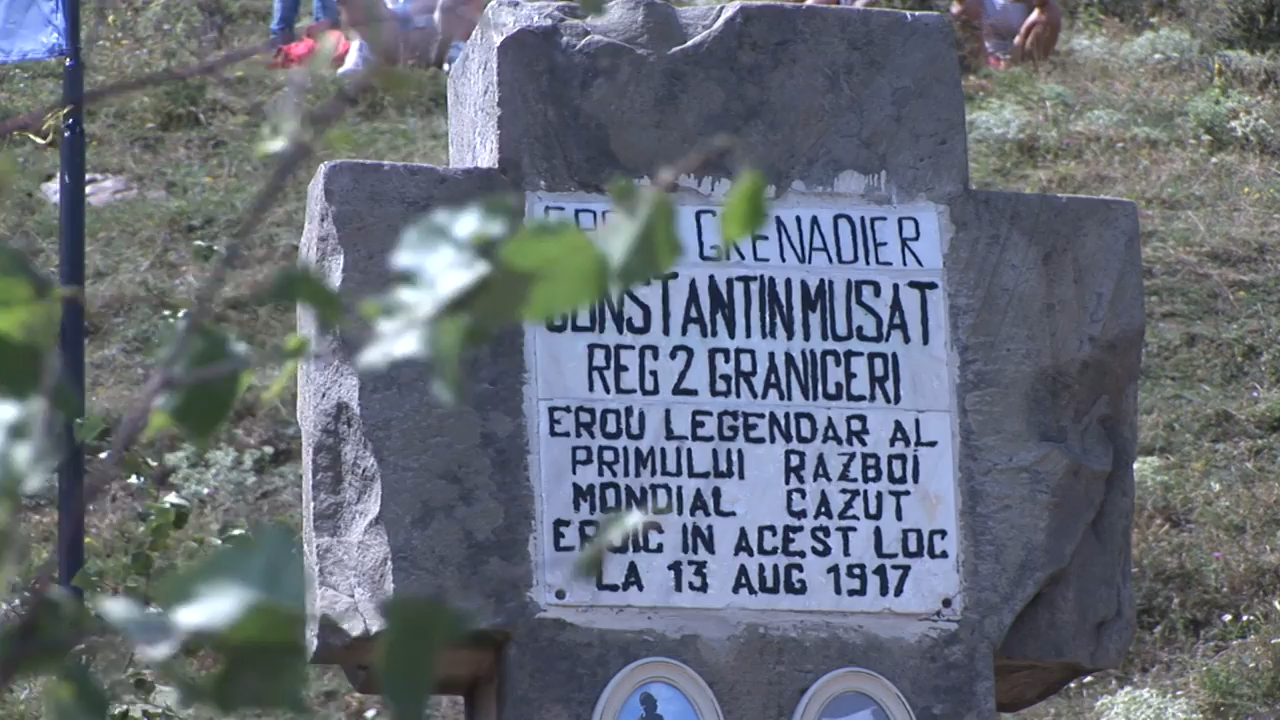 GRENADIER
CONSTANTIN MUSAT
REG 2 GRANICERI
EROU LEGENDAR AL
PRIMULUI RAZBOI
MONDIAL CAZUT
EROIC IN ACEST LOC
LA 13 AUG 1917